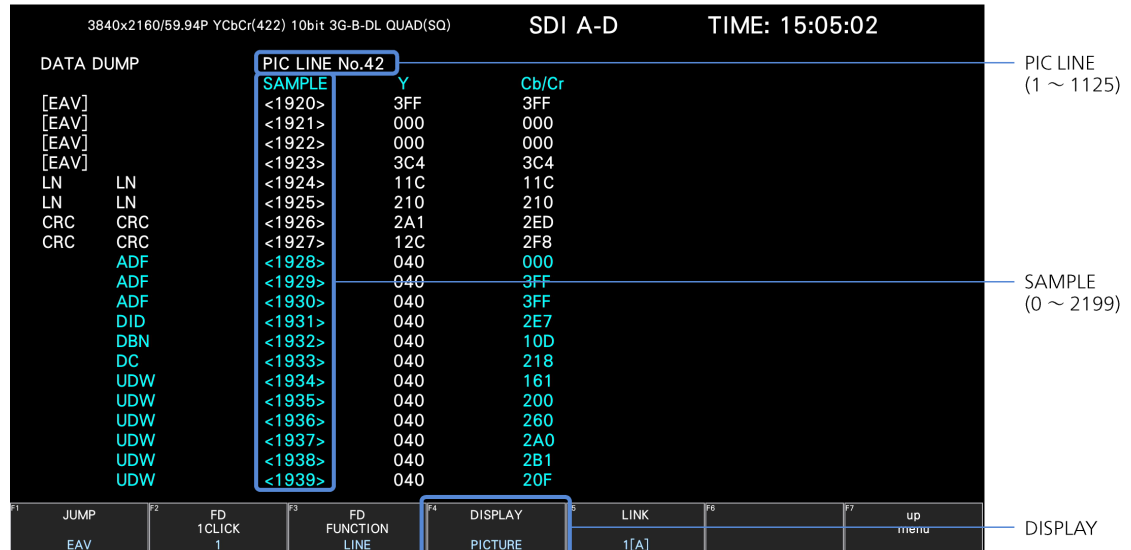 3840x2160/59.94P YCbCr(422) 10bit 3G-B-DL QUAD(SQ) SDI A-D TIME: 15:05:02
DATA DUMP PIC LINE No.42
SAMPLE Y Cb/Cr
[EAV] <1920> 3FF 3FF
[EAV] <1921> 000 000
[EAV] <1922> 000 000
[EAV] <1923> 3C4 3C4
LN LN <1924> 11C 11C
LN LN <1925> 210 210
CRC CRC <1926> 2A1 2ED
CRC CRC <1927> 12C 2F8
ADF <1928> 040 000
ADF <1929> 040 3FF
ADF <1930> 040 3FF
DID <1931> 040 2E7
DBN <1932> 040 10D
DC <1933> 040 218
UDW <1934> 040 161
UDW <1935> 040 200
UDW <1936> 040 260
UDW <1937> 040 2A0
UDW <1938> 040 2B1
UDW <1939> 040 20F
PIC LINE
(1 ~ 1125)
SAMPLE
(0 ~ 2199)
F1 JUMP
EAV
F2 FD
1CLICK
1
F3 FD
FUNCTION
LINE
F4 DISPLAY
PICTURE
5 LINK
1[A]
F6
F7 up
menu
DISPLAY